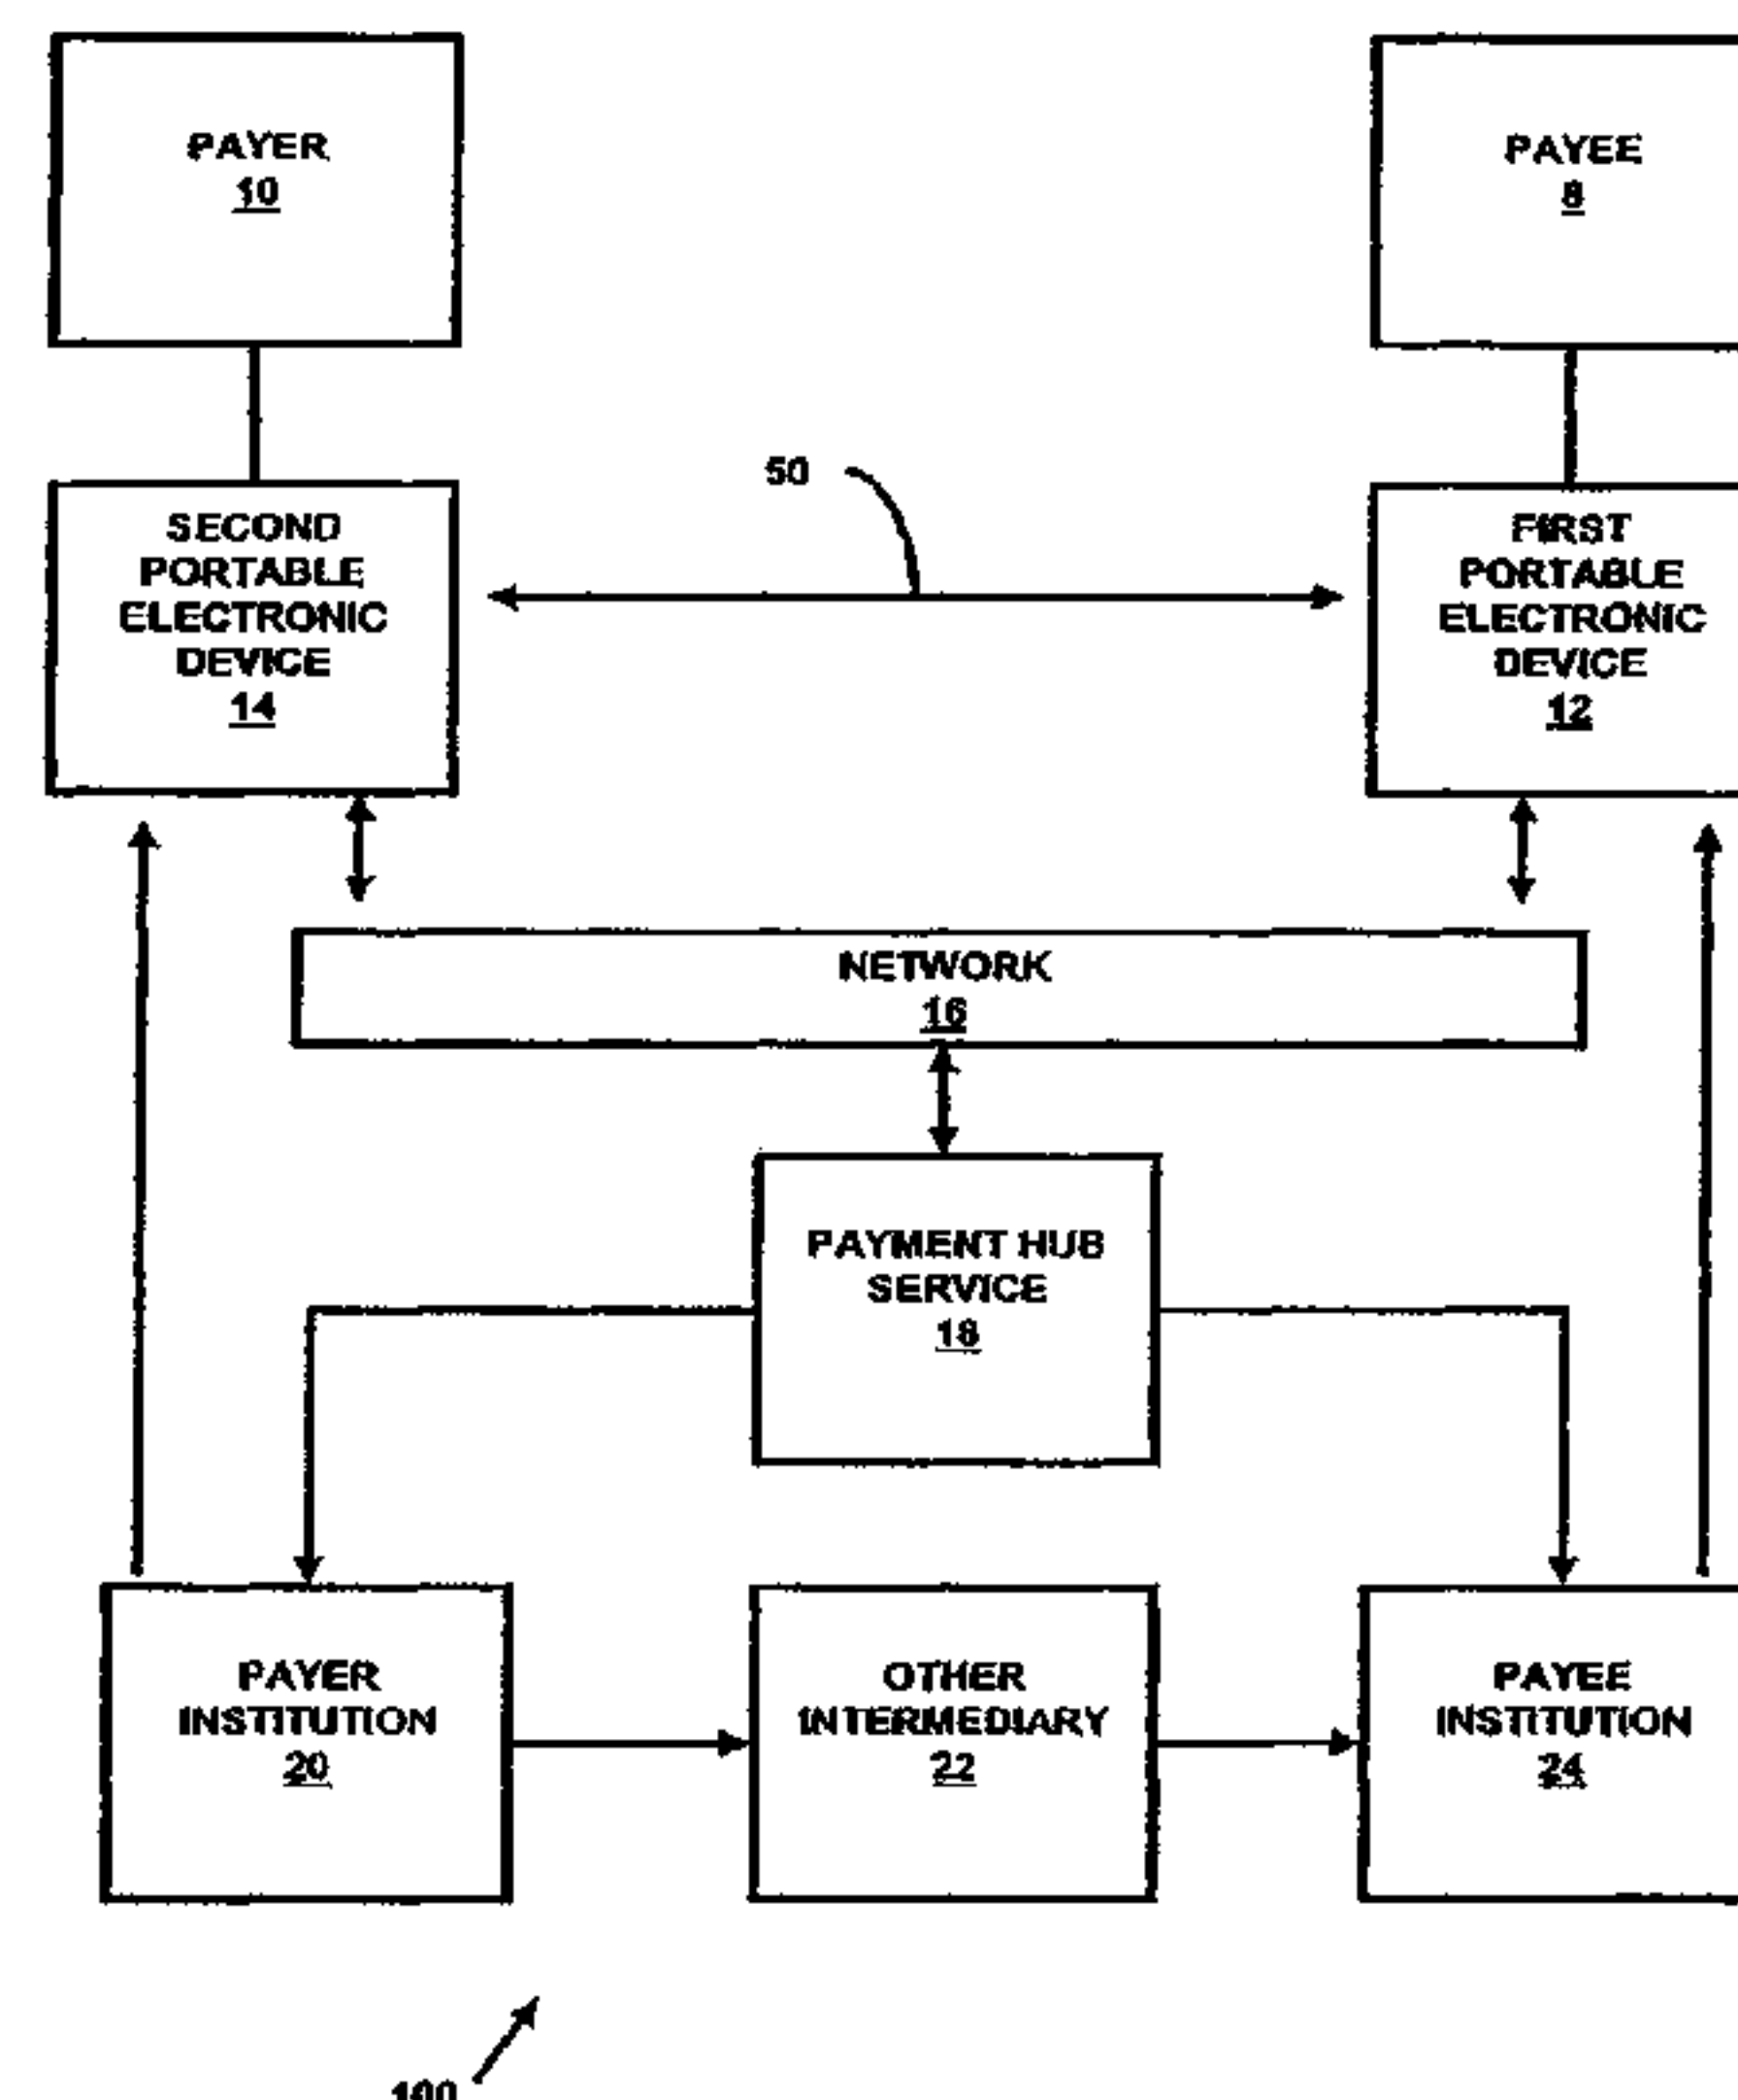 PAYER
10
PAYEE
8
50
SECOND
PORTABLE
ELECTRONIC
DEVICE
14
FIRST
PORTABLE
ELECTRONIC
DEVICE
12
NETWORK
16
PAYMENT HUB
SERVICE
18
PAYER
INSTITUTION
20
OTHER
INTERMEDIARY
22
PAYEE
INSTITUTION
24
100